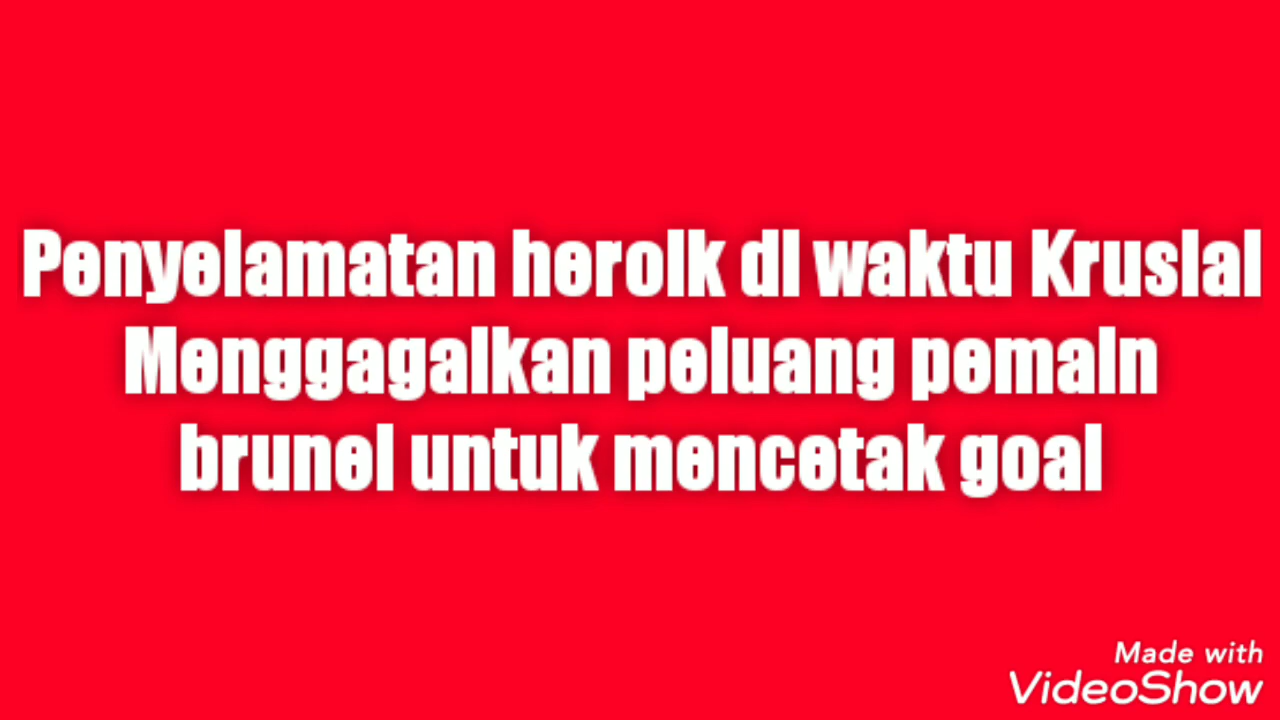 Penyelamatan heroik di waktu Krusial
Menggagalkan peluang pemain
brunei untuk mencetak goal
Made with
VideoShow